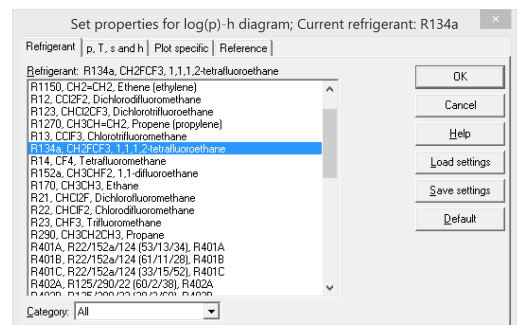 Set properties for log(p)-h diagram; Current refrigerant: R134a
Refrigerant p, T, s and h Plot specific Reference
Refrigerant: R134a, CH2FCF3, 1,1,1,2-tetrafluoroethane
R1150, CH2=CH2, Ethene (ethylene)
R12, CCl2F2, Dichlorodifluoromethane
R123, CHCl2CF3, Dichlorotrifluoroethane
R1270, CH3CH=CH2, Propene (propylene)
R13, CClF3, Chlorotrifluoromethane
R134a, CH2FCF3, 1,1,1,2-tetrafluoroethane
R14, CF4, Tetrafluoromethane
R152a, CH3CHF2, 1,1-difluoroethane
R170, CH3CH3, Ethane
R21, CHCl2F, Dichlorofluoromethane
R22, CHClF2, Chlorodifluoromethane
R23, CHF3, Trifluoromethane
R290, CH3CH2CH3, Propane
R401A, R22/152a/124 (53/13/34), R401A
R401B, R22/152a/124 (61/11/28), R401B
R401C, R22/152a/124 (33/15/52), R401C
R402A, R125/290/22 (60/2/38), R402A
Category: All
OK
Cancel
Help
Load settings
Save settings
Default